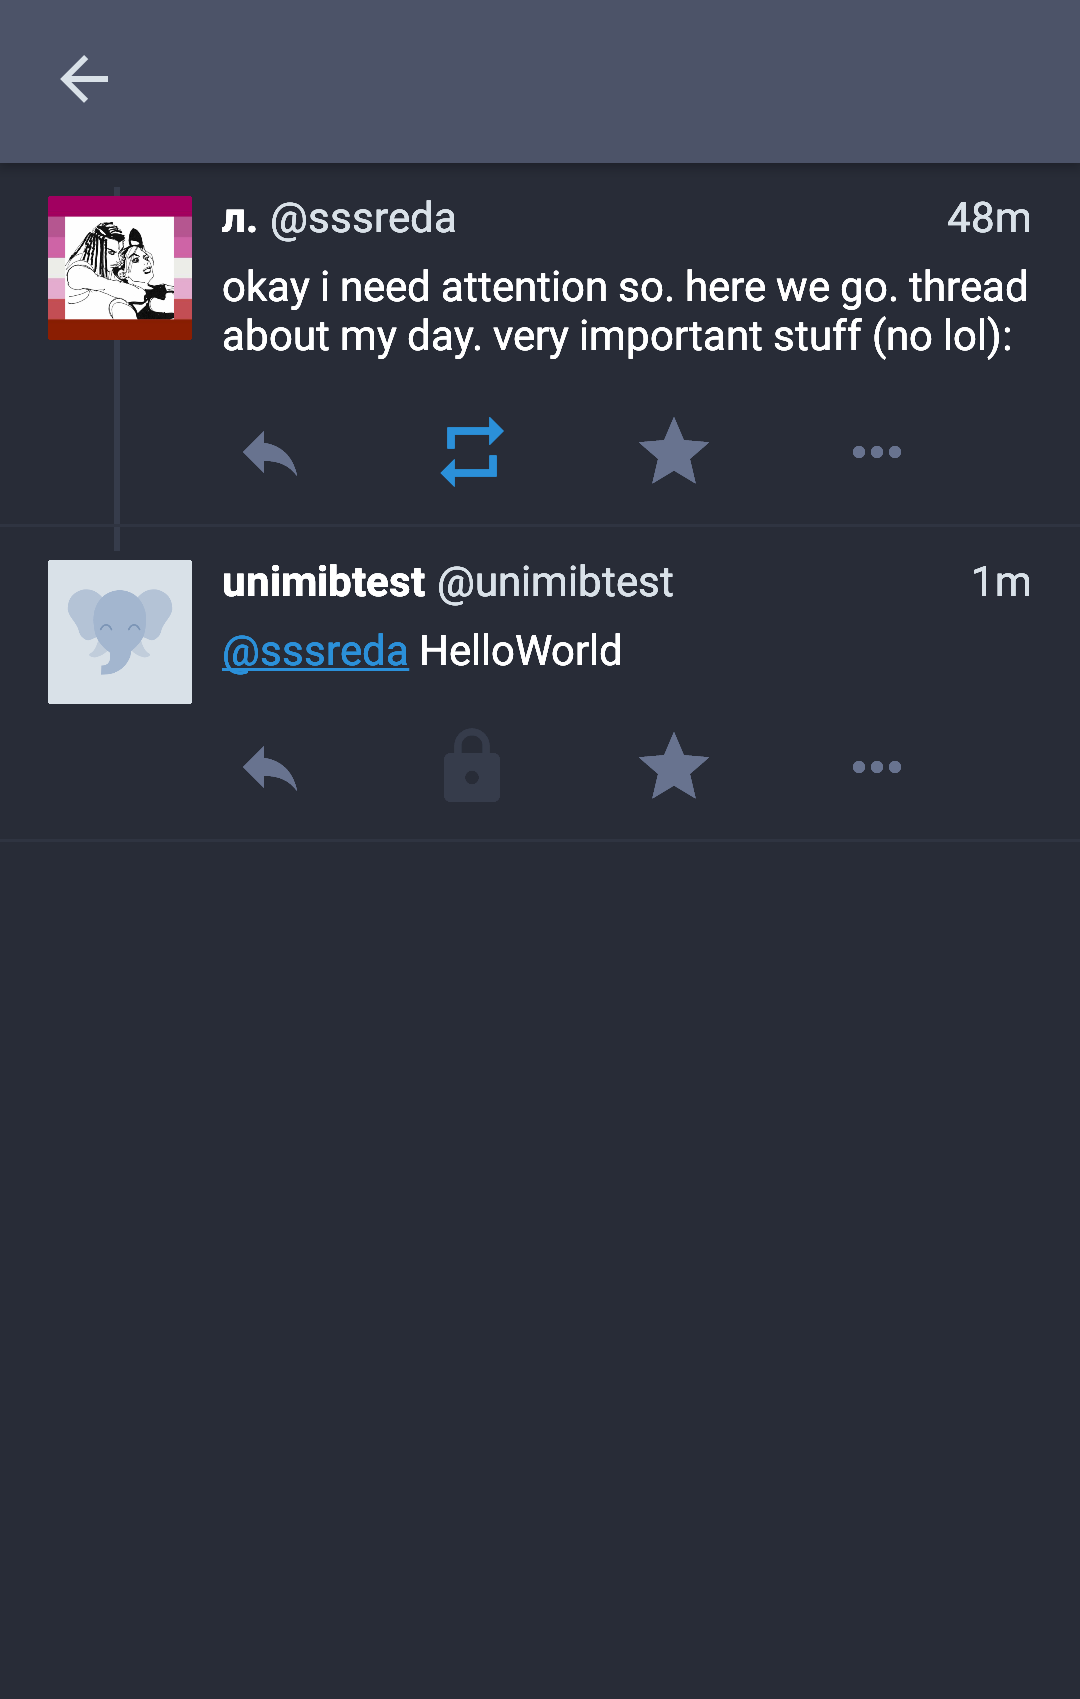 л. @sssreda 48m
okay i need attention so. here we go. thread
about my day. very important stuff (no lol):
unimibtest @unimibtest 1m
@sssreda HelloWorld